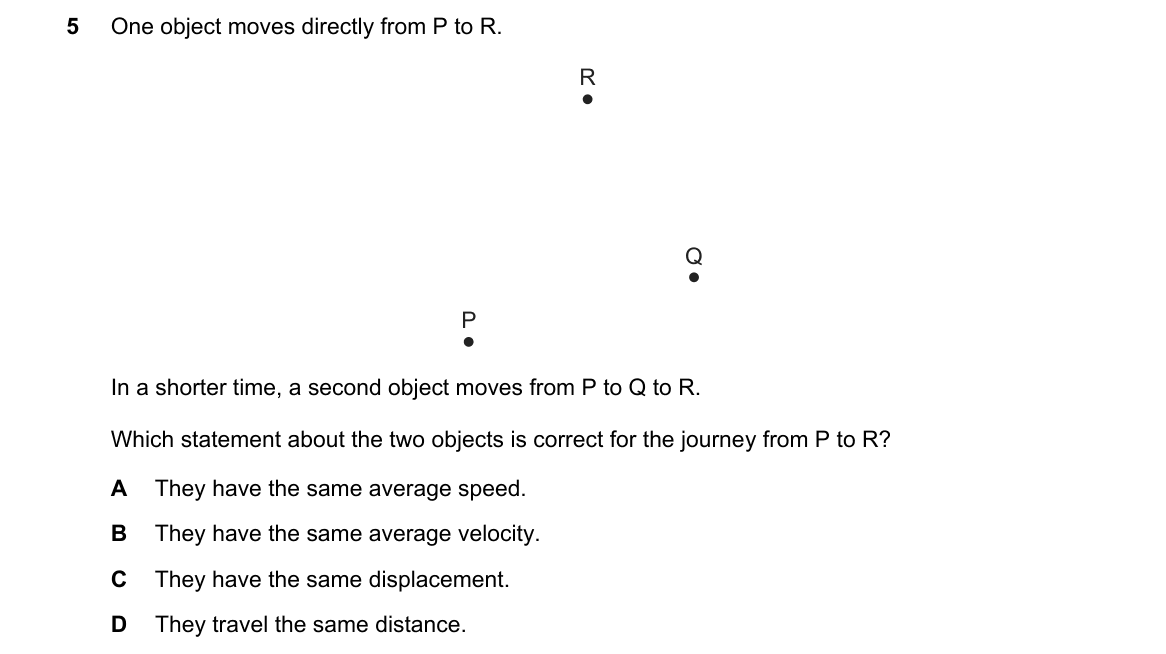 5 One object moves directly from P to R.
R
Q
P
In a shorter time, a second object moves from P to Q to R.
Which statement about the two objects is correct for the journey from P to R?
A They have the same average speed.
B They have the same average velocity.
C They have the same displacement.
D They travel the same distance.